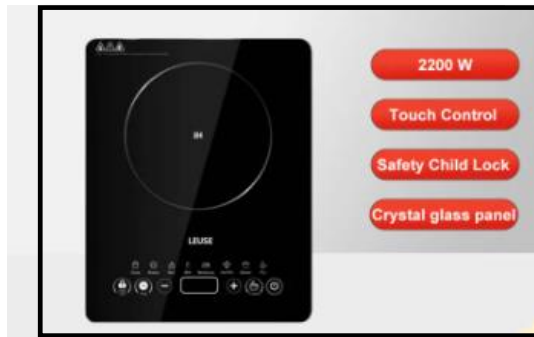 2200 W
Touch Control
Safety Child Lock
Crystal glass panel
IH
LEUSE